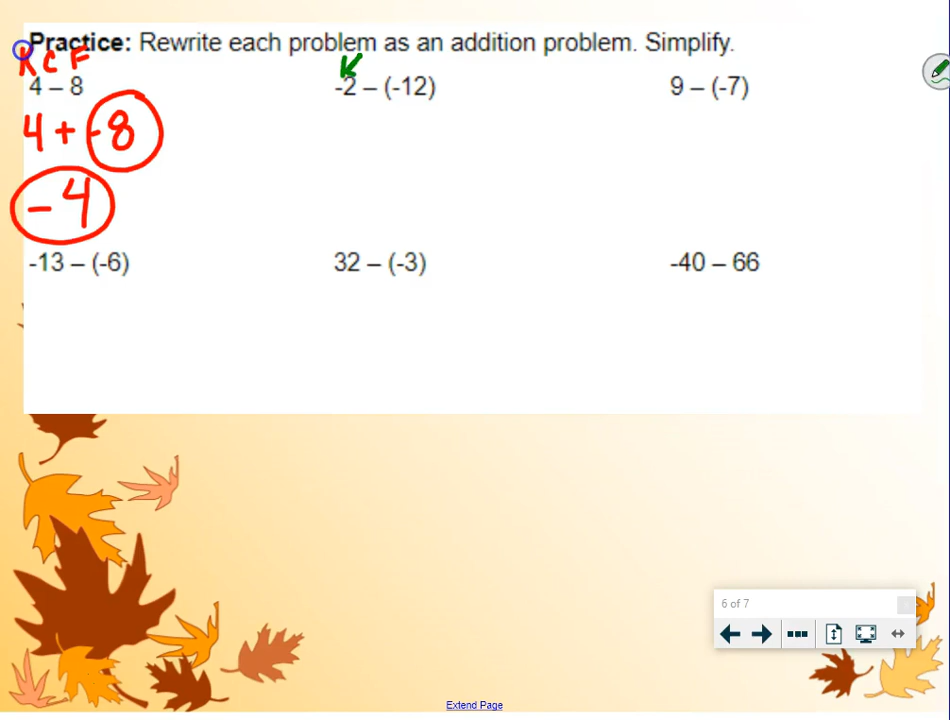 Practice: Rewrite each problem as an addition problem. Simplify.
K C F
4 – 8
-2 – (-12)
9 – (-7)
4 + -8
-4
-13 – (-6)
32 – (-3)
-40 – 66
6 of 7
Extend Page